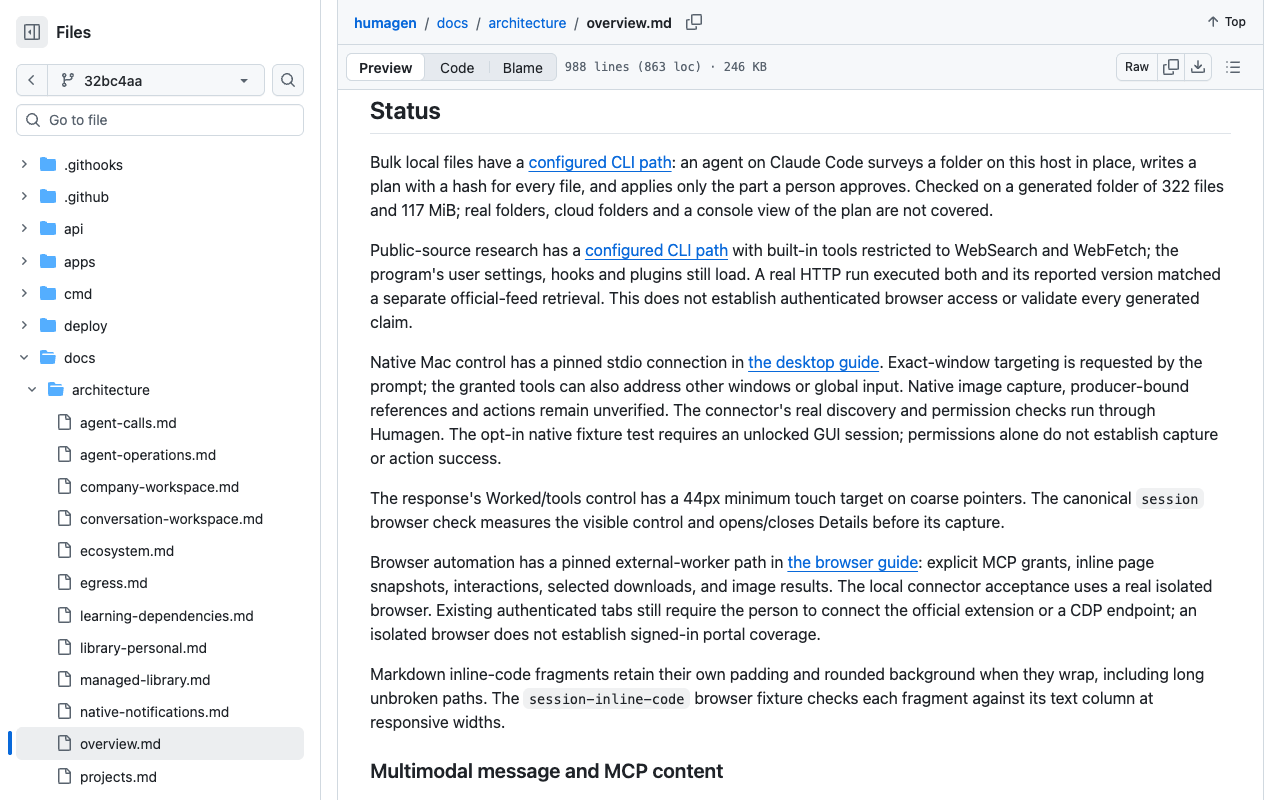 Files
32bc4aa
Go to file
.githooks
.github
api
apps
cmd
deploy
docs
architecture
agent-calls.md
agent-operations.md
company-workspace.md
conversation-workspace.md
ecosystem.md
egress.md
learning-dependencies.md
library-personal.md
managed-library.md
native-notifications.md
overview.md
projects.md
humagen / docs / architecture / overview.md
Top
Preview Code Blame 988 lines (863 loc) · 246 KB Raw
Status
Bulk local files have a configured CLI path: an agent on Claude Code surveys a folder on this host in place, writes a
plan with a hash for every file, and applies only the part a person approves. Checked on a generated folder of 322 files
and 117 MiB; real folders, cloud folders and a console view of the plan are not covered.
Public-source research has a configured CLI path with built-in tools restricted to WebSearch and WebFetch; the
program's user settings, hooks and plugins still load. A real HTTP run executed both and its reported version matched
a separate official-feed retrieval. This does not establish authenticated browser access or validate every generated
claim.
Native Mac control has a pinned stdio connection in the desktop guide. Exact-window targeting is requested by the
prompt; the granted tools can also address other windows or global input. Native image capture, producer-bound
references and actions remain unverified. The connector's real discovery and permission checks run through
Humagen. The opt-in native fixture test requires an unlocked GUI session; permissions alone do not establish capture
or action success.
The response's Worked/tools control has a 44px minimum touch target on coarse pointers. The canonical session
browser check measures the visible control and opens/closes Details before its capture.
Browser automation has a pinned external-worker path in the browser guide: explicit MCP grants, inline page
snapshots, interactions, selected downloads, and image results. The local connector acceptance uses a real isolated
browser. Existing authenticated tabs still require the person to connect the official extension or a CDP endpoint; an
isolated browser does not establish signed-in portal coverage.
Markdown inline-code fragments retain their own padding and rounded background when they wrap, including long
unbroken paths. The session-inline-code browser fixture checks each fragment against its text column at
responsive widths.
Multimodal message and MCP content